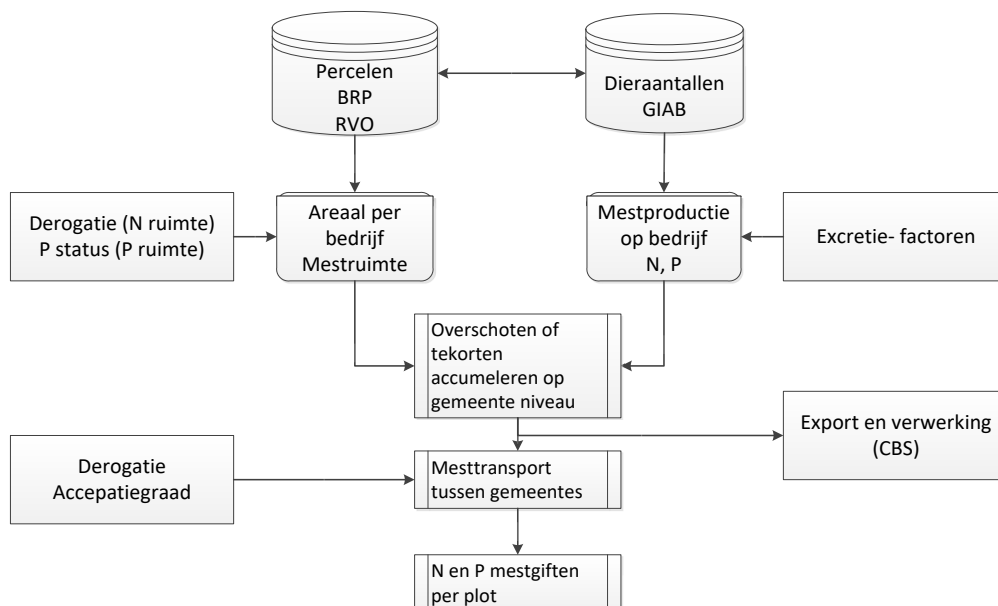 Percelen
BRP
RVO
Dieraantallen
GIAB
Derogatie (N ruimte)
P status (P ruimte)
Areaal per
bedrijf
Mestruimte
Mestproductie
op bedrijf
N, P
Excretie- factoren
Overschoten of
tekorten
accumeleren op
gemeente niveau
Export en verwerking
(CBS)
Derogatie
Accepatiegraad
Mesttransport
tussen gemeentes
N en P mestgiften
per plot